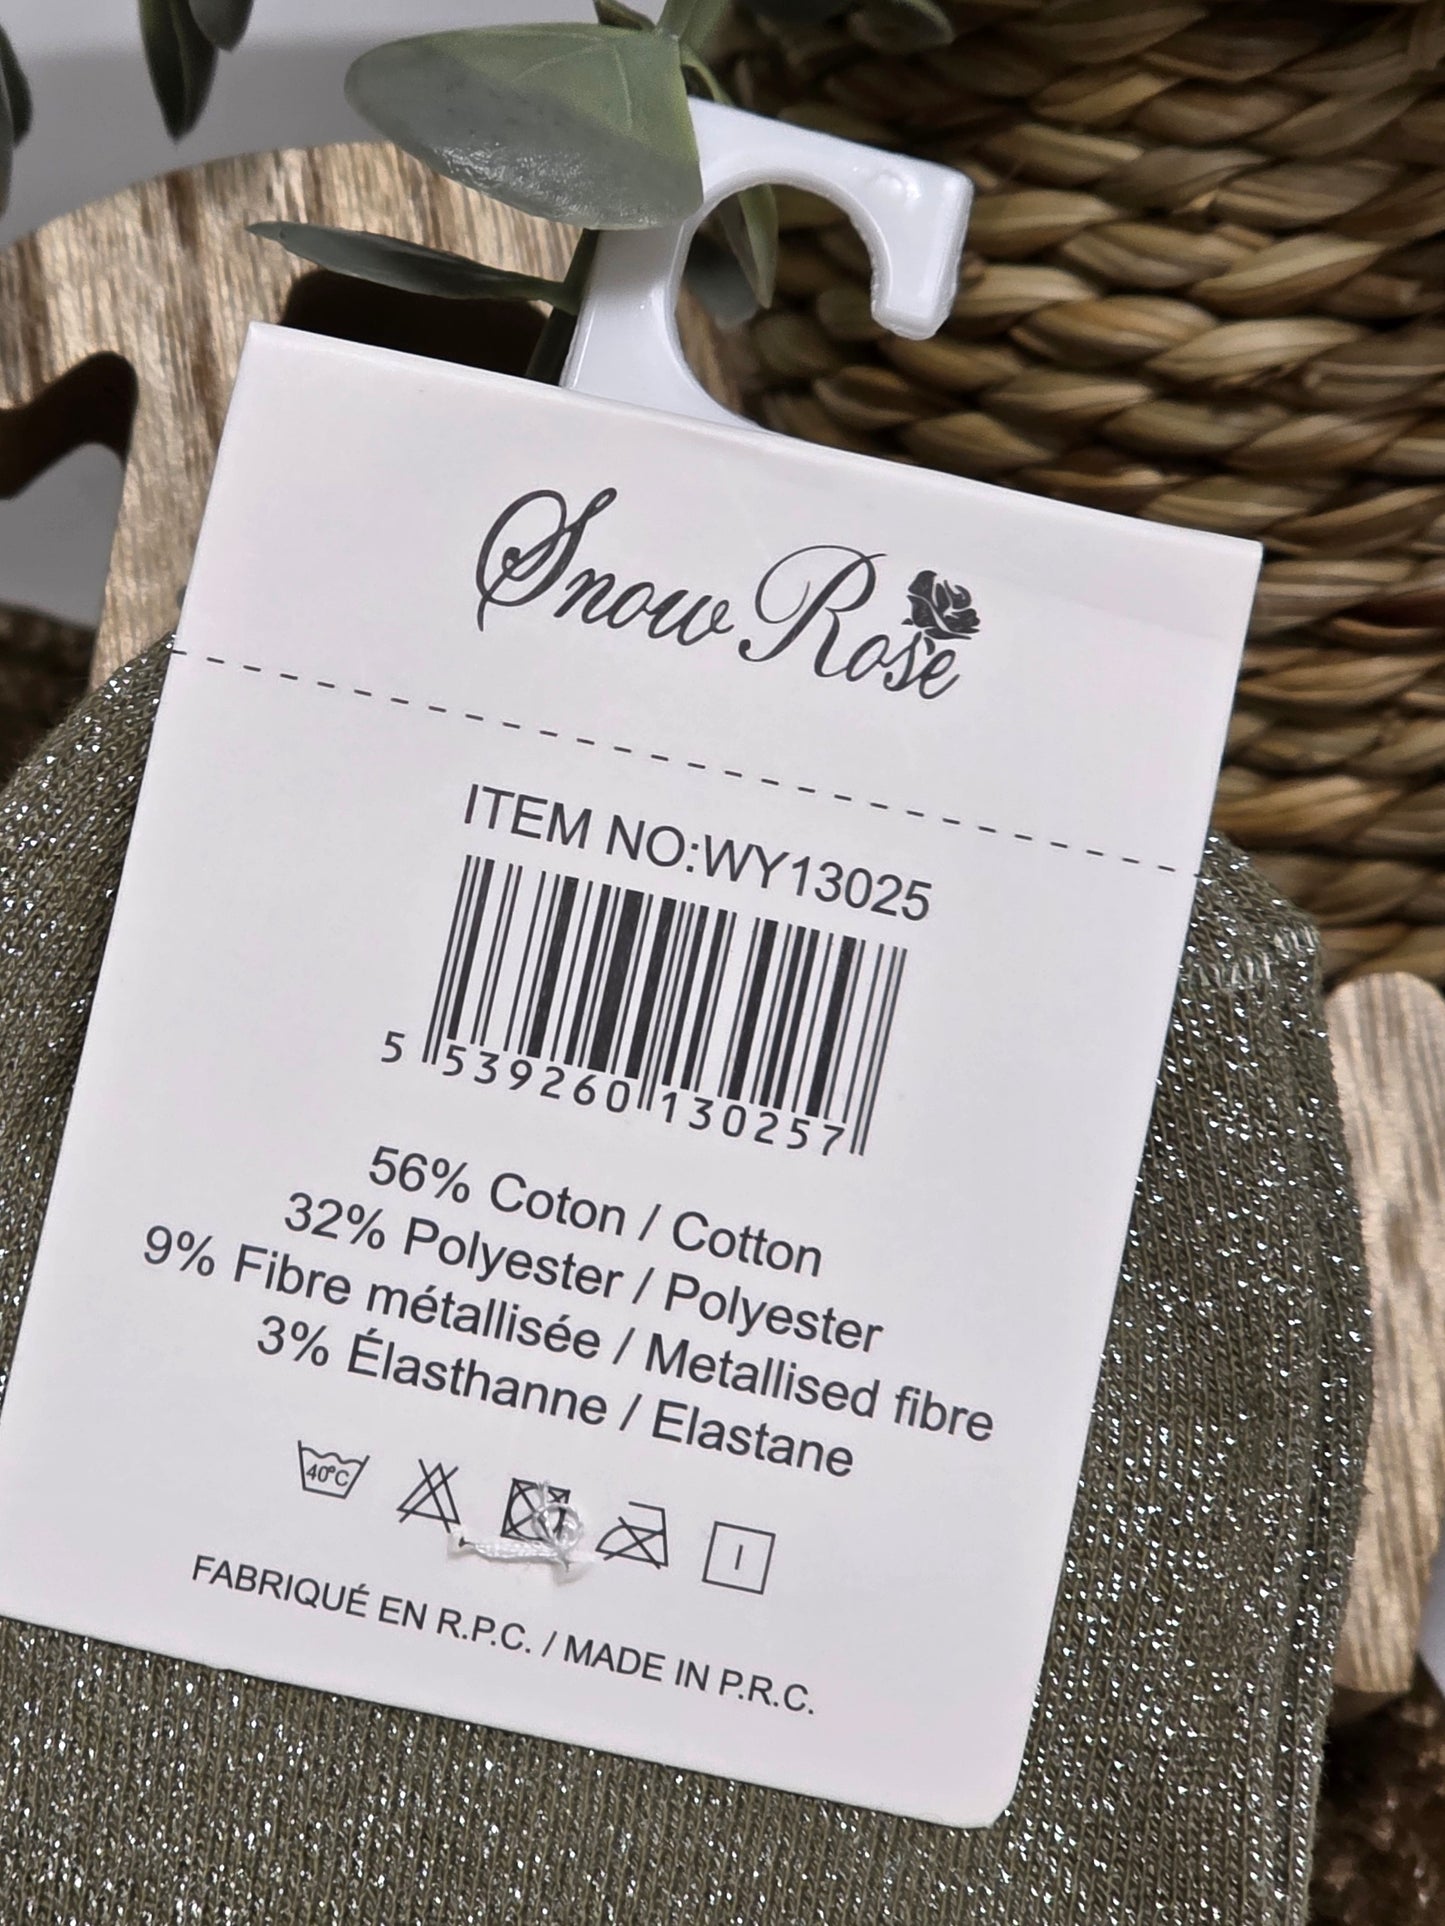 Snow Rose
ITEM NO:WY13025
5 539260 130257
56% Coton / Cotton
32% Polyester / Polyester
9% Fibre métallisée / Metallised fibre
3% Élasthanne / Elastane
40°C
FABRIQUÉ EN R.P.C. / MADE IN P.R.C.